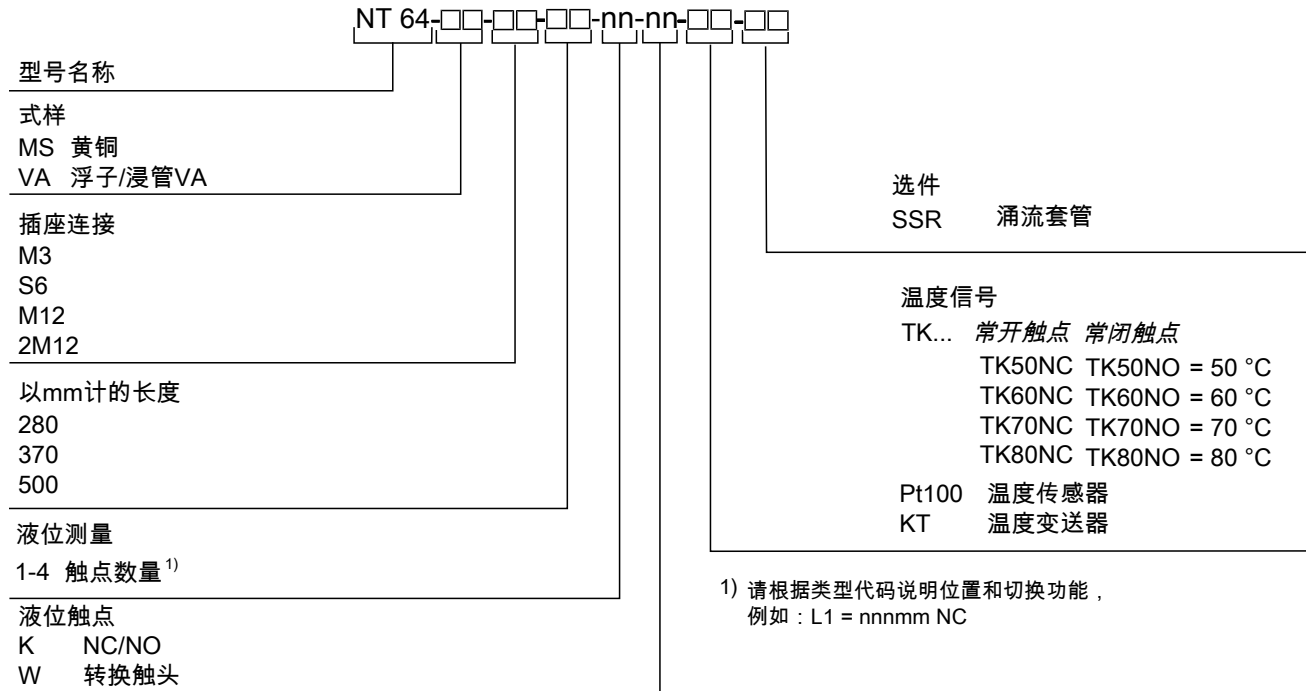 NT 64-□□-□□-□□-nn-nn-□□-□□
型号名称
式样
MS 黄铜
VA 浮子/浸管VA
插座连接
M3
S6
M12
2M12
以mm计的长度
280
370
500
液位测量
1-4 触点数量1)
液位触点
K NC/NO
W 转换触头
选件
SSR 涌流套管
温度信号
TK... 常开触点 常闭触点
TK50NC TK50NO = 50 °C
TK60NC TK60NO = 60 °C
TK70NC TK70NO = 70 °C
TK80NC TK80NO = 80 °C
Pt100 温度传感器
KT 温度变送器
1) 请根据类型代码说明位置和切换功能，
例如：L1 = nnnmm NC